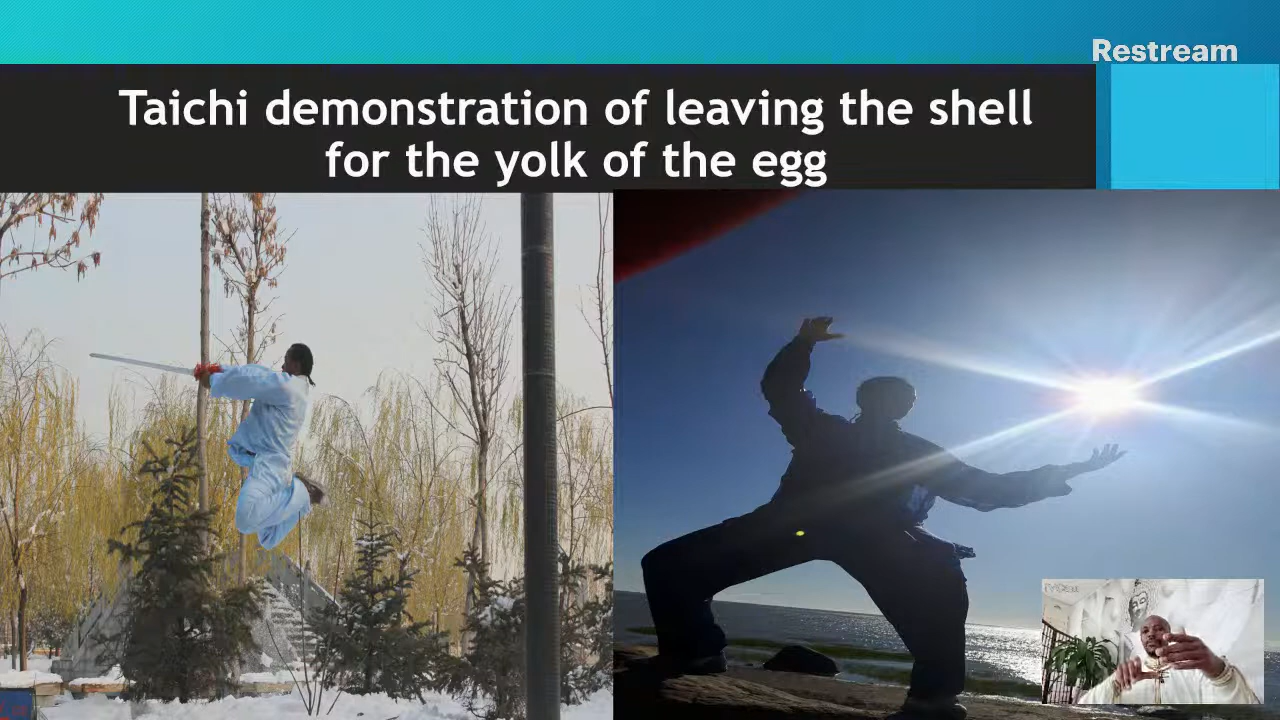 Restream
Taichi demonstration of leaving the shell
for the yolk of the egg